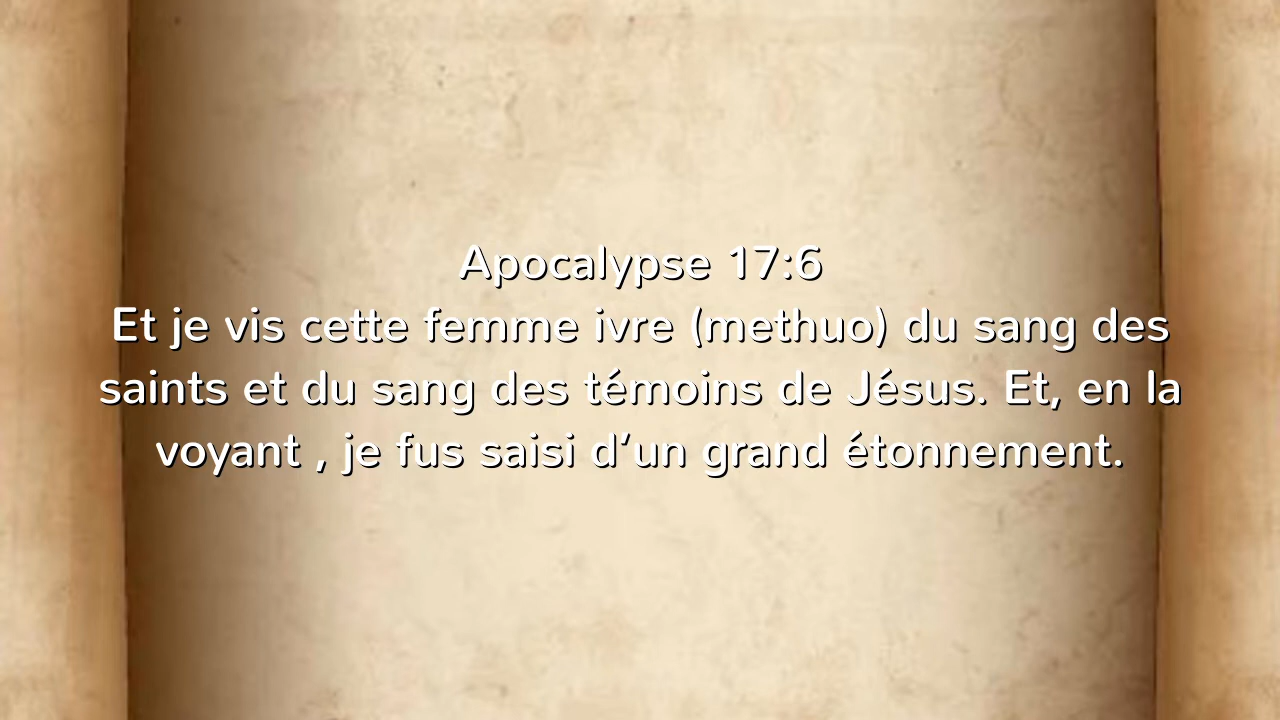 Apocalypse 17:6
Et je vis cette femme ivre (methuo) du sang des
saints et du sang des témoins de Jésus. Et, en la
voyant , je fus saisi d’un grand étonnement.